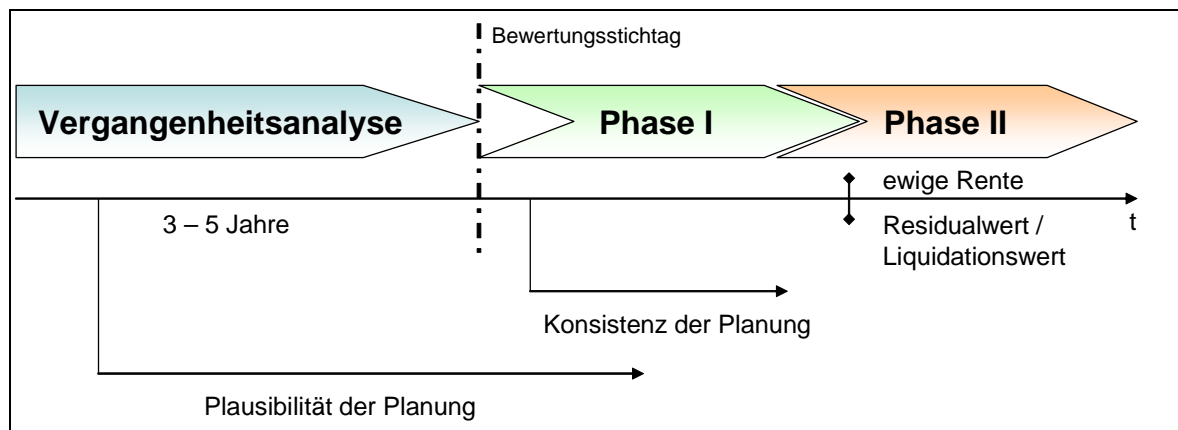 Bewertungsstichtag
Vergangenheitsanalyse
Phase I
Phase II
ewige Rente
3 – 5 Jahre
Residualwert /
Liquidationswert
t
Konsistenz der Planung
Plausibilität der Planung